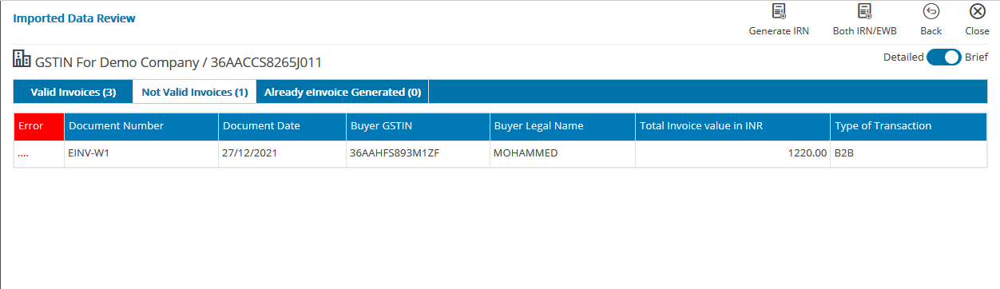 Imported Data Review
Generate IRN Both IRN/EWB Back Close
GSTIN For Demo Company / 36AACCS8265J011
Detailed Brief
Valid Invoices (3) Not Valid Invoices (1) Already eInvoice Generated (0)
Error Document Number Document Date Buyer GSTIN Buyer Legal Name Total Invoice value in INR Type of Transaction
.... EINV-W1 27/12/2021 36AAHFS893M1ZF MOHAMMED 1220.00 B2B